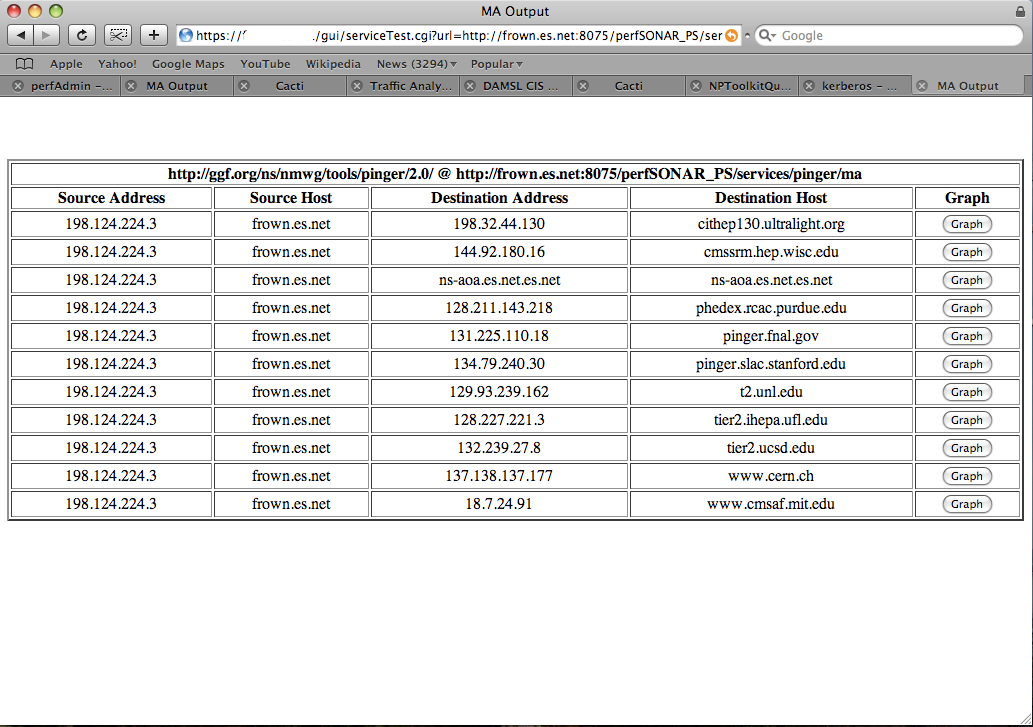 MA Output
https:// ./gui/serviceTest.cgi?url=http://frown.es.net:8075/perfSONAR_PS/ser Google
Apple Yahoo! Google Maps YouTube Wikipedia News (3294) Popular
perfAdmin -... MA Output Cacti Traffic Analy... DAMSL CIS ... Cacti NPToolkitQu... kerberos - ... MA Output
http://ggf.org/ns/nmwg/tools/pinger/2.0/ @ http://frown.es.net:8075/perfSONAR_PS/services/pinger/ma
Source Address Source Host Destination Address Destination Host Graph
198.124.224.3 frown.es.net 198.32.44.130 cithep130.ultralight.org Graph
198.124.224.3 frown.es.net 144.92.180.16 cmssrm.hep.wisc.edu Graph
198.124.224.3 frown.es.net ns-aoa.es.net.es.net ns-aoa.es.net.es.net Graph
198.124.224.3 frown.es.net 128.211.143.218 phedex.rcac.purdue.edu Graph
198.124.224.3 frown.es.net 131.225.110.18 pinger.fnal.gov Graph
198.124.224.3 frown.es.net 134.79.240.30 pinger.slac.stanford.edu Graph
198.124.224.3 frown.es.net 129.93.239.162 t2.unl.edu Graph
198.124.224.3 frown.es.net 128.227.221.3 tier2.ihepa.ufl.edu Graph
198.124.224.3 frown.es.net 132.239.27.8 tier2.ucsd.edu Graph
198.124.224.3 frown.es.net 137.138.137.177 www.cern.ch Graph
198.124.224.3 frown.es.net 18.7.24.91 www.cmsaf.mit.edu Graph